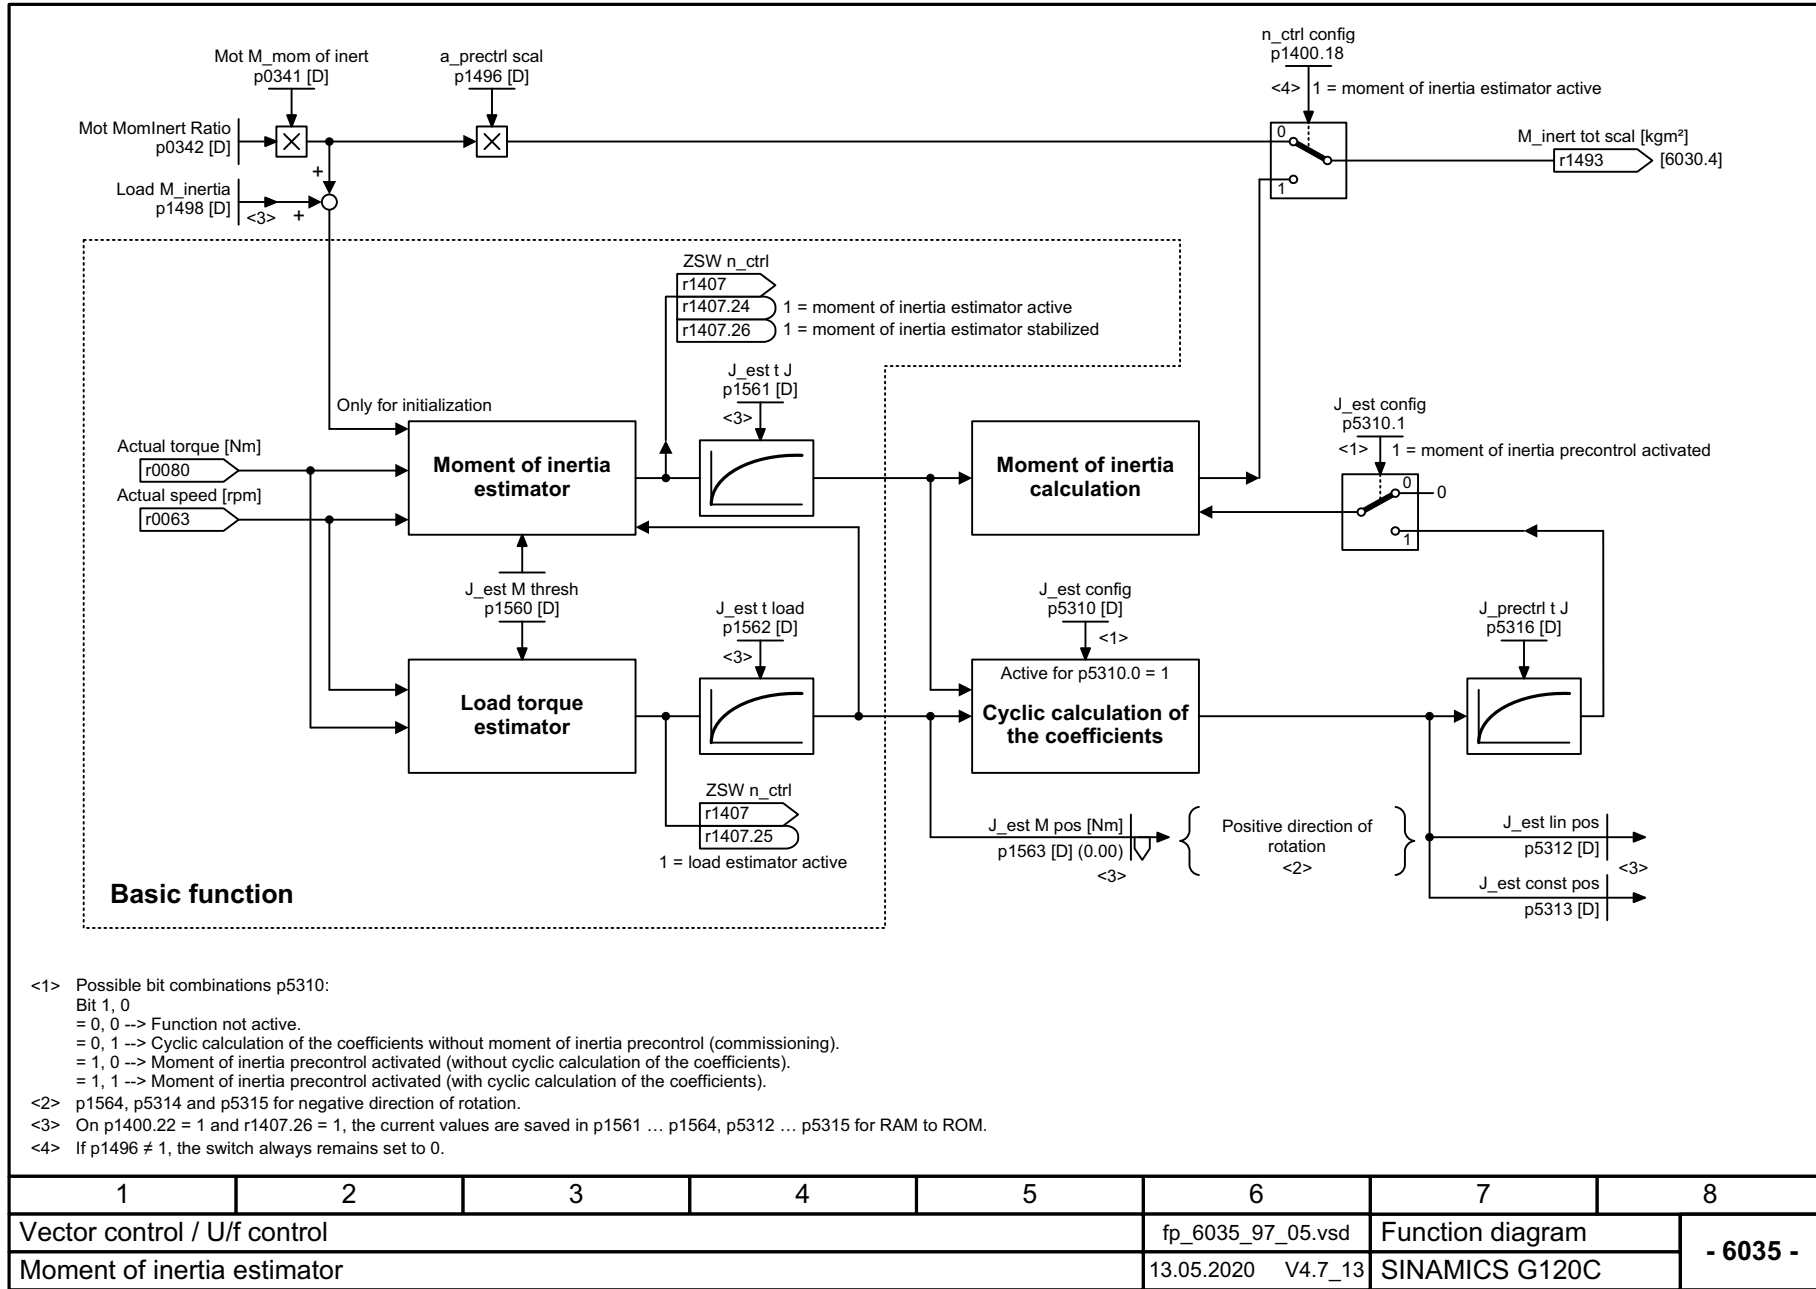 Mot M_mom of inert
p0341 [D]
a_prectrl scal
p1496 [D]
n_ctrl config
p1400.18
<4> 1 = moment of inertia estimator active
Mot MomInert Ratio
p0342 [D]
0
1
M_inert tot scal [kgm²]
r1493 [6030.4]
+
Load M_inertia
p1498 [D]
<3> +
ZSW n_ctrl
r1407
r1407.24 1 = moment of inertia estimator active
r1407.26 1 = moment of inertia estimator stabilized
J_est t J
p1561 [D]
<3>
Only for initialization
Actual torque [Nm]
r0080
Actual speed [rpm]
r0063
Moment of inertia
estimator
Moment of inertia
calculation
J_est config
p5310.1
<1> 1 = moment of inertia precontrol activated
0 0
1
J_est M thresh
p1560 [D]
J_est t load
p1562 [D]
<3>
J_est config
p5310 [D]
<1>
J_prectrl t J
p5316 [D]
Load torque
estimator
Active for p5310.0 = 1
Cyclic calculation of
the coefficients
ZSW n_ctrl
r1407
r1407.25
1 = load estimator active
J_est M pos [Nm]
p1563 [D] (0.00)
<3>
Positive direction of
rotation
<2>
J_est lin pos
p5312 [D]
<3>
J_est const pos
p5313 [D]
Basic function
<1> Possible bit combinations p5310:
Bit 1, 0
= 0, 0 --> Function not active.
= 0, 1 --> Cyclic calculation of the coefficients without moment of inertia precontrol (commissioning).
= 1, 0 --> Moment of inertia precontrol activated (without cyclic calculation of the coefficients).
= 1, 1 --> Moment of inertia precontrol activated (with cyclic calculation of the coefficients).
<2> p1564, p5314 and p5315 for negative direction of rotation.
<3> On p1400.22 = 1 and r1407.26 = 1, the current values are saved in p1561 … p1564, p5312 … p5315 for RAM to ROM.
<4> If p1496 ≠ 1, the switch always remains set to 0.
1 2 3 4 5 6 7 8
Vector control / U/f control fp_6035_97_05.vsd Function diagram
- 6035 -
Moment of inertia estimator 13.05.2020 V4.7_13 SINAMICS G120C